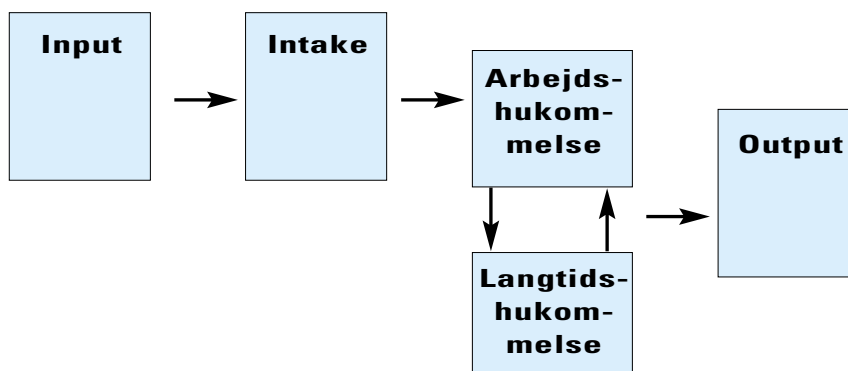 Input
Intake
Arbejds-
hukom-
melse
Langtids-
hukom-
melse
Output